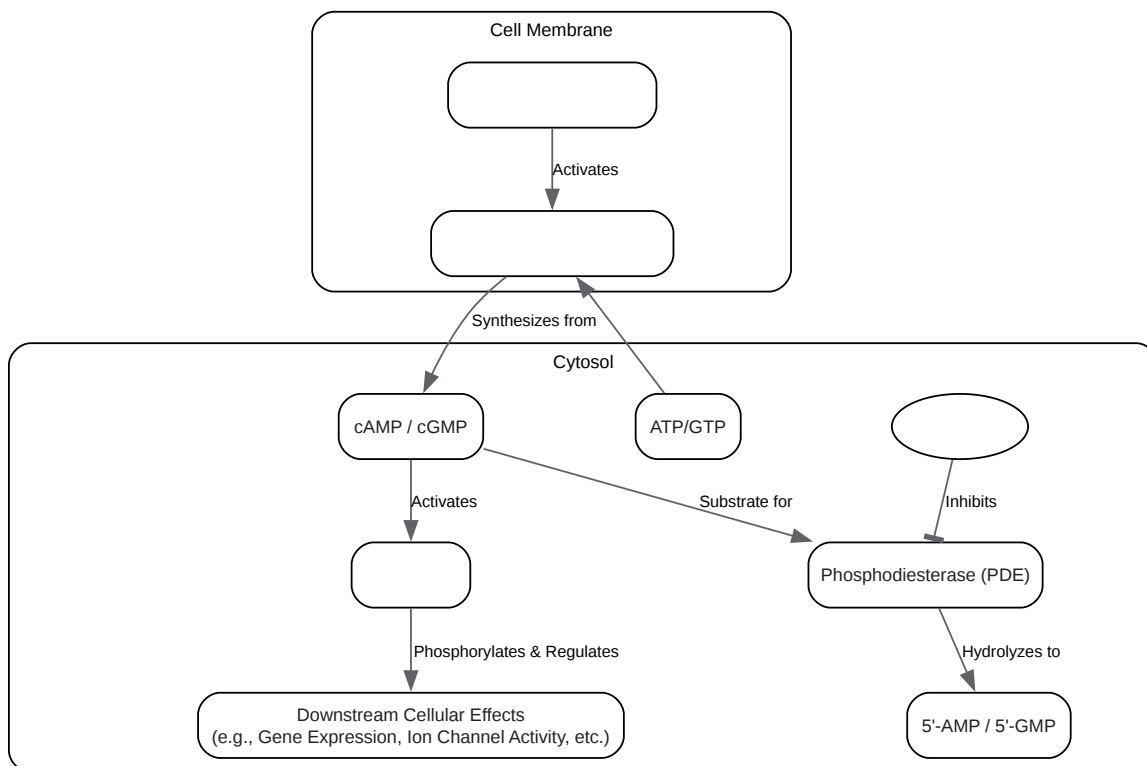 Cell Membrane
Activates
Synthesizes from
Cytosol
cAMP / cGMP
ATP/GTP
Activates
Substrate for
Inhibits
Phosphodiesterase (PDE)
Phosphorylates & Regulates
Hydrolyzes to
Downstream Cellular Effects
(e.g., Gene Expression, Ion Channel Activity, etc.)
5'-AMP / 5'-GMP